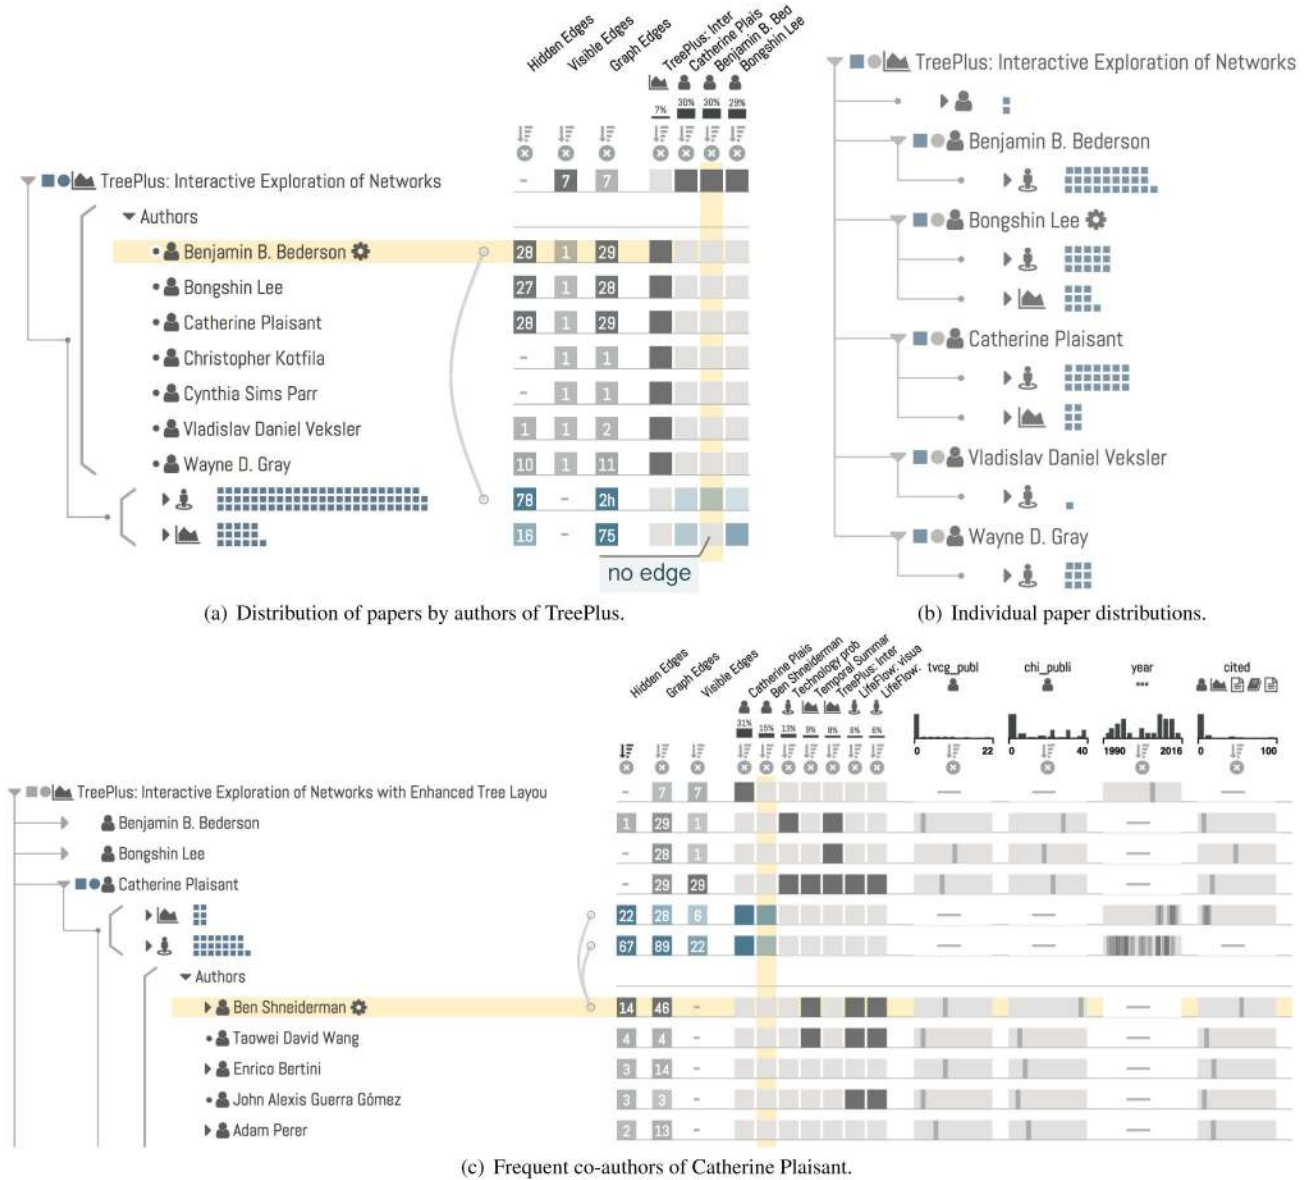 Hidden Edges
Visible Edges
Graph Edges
TreePlus: Inter
Catherine Plais
Benjamin B. Bed
Bongshin Lee
7% 30% 30% 29%
TreePlus: Interactive Exploration of Networks - 7 7
Authors
Benjamin B. Bederson 28 1 29
Bongshin Lee 27 1 28
Catherine Plaisant 28 1 29
Christopher Kotfila - 1 1
Cynthia Sims Parr - 1 1
Vladislav Daniel Veksler 1 1 2
Wayne D. Gray 10 1 11
78 - 2h
16 - 75
no edge
(a) Distribution of papers by authors of TreePlus.
TreePlus: Interactive Exploration of Networks
Benjamin B. Bederson
Bongshin Lee
Catherine Plaisant
Vladislav Daniel Veksler
Wayne D. Gray
(b) Individual paper distributions.
Hidden Edges
Graph Edges
Visible Edges
Catherine Plais
Ben Shneiderman
Technology prob
Temporal Summar
TreePlus: Inter
LifeFlow: visua
LifeFlow:
tvcg_publ chi_publi year cited
31% 15% 13%
0 22 0 40 1990 2016 0 100
TreePlus: Interactive Exploration of Networks with Enhanced Tree Layou - 7 7
Benjamin B. Bederson 1 29 1
Bongshin Lee - 28 1
Catherine Plaisant - 29 29
22 28 6
67 89 22
Authors
Ben Shneiderman 14 46 -
Taowei David Wang 4 4 -
Enrico Bertini 3 14 -
John Alexis Guerra Gómez 3 3 -
Adam Perer 2 13 -
(c) Frequent co-authors of Catherine Plaisant.